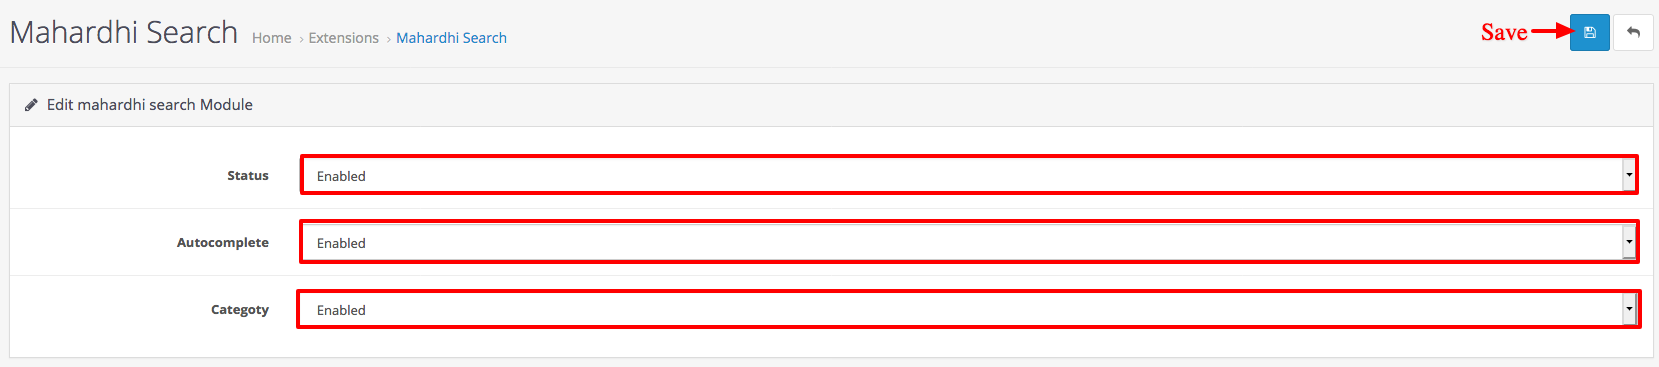 Mahardhi Search Home › Extensions › Mahardhi Search Save
Edit mahardhi search Module
Status Enabled
Autocomplete Enabled
Categoty Enabled